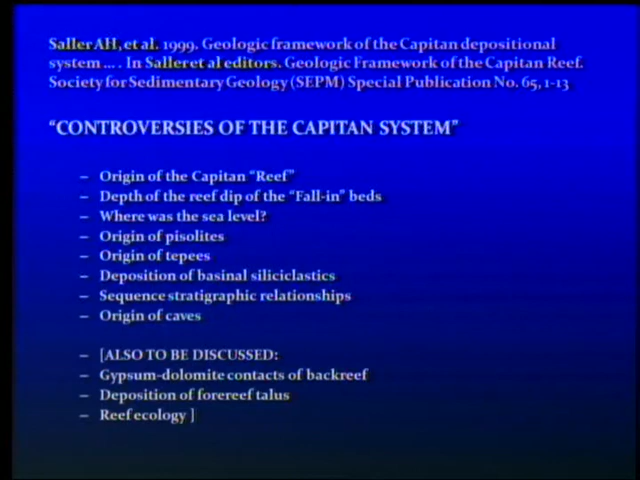 Saller AH, et al. 1999. Geologic framework of the Capitan depositional
system ... . In Saller et al editors. Geologic Framework of the Capitan Reef.
Society for Sedimentary Geology (SEPM) Special Publication No. 65, 1-13
“CONTROVERSIES OF THE CAPITAN SYSTEM”
– Origin of the Capitan “Reef”
– Depth of the reef dip of the “Fall-in” beds
– Where was the sea level?
– Origin of pisolites
– Origin of tepees
– Deposition of basinal siliciclastics
– Sequence stratigraphic relationships
– Origin of caves
– [ALSO TO BE DISCUSSED:
– Gypsum-dolomite contacts of backreef
– Deposition of forereef talus
– Reef ecology ]